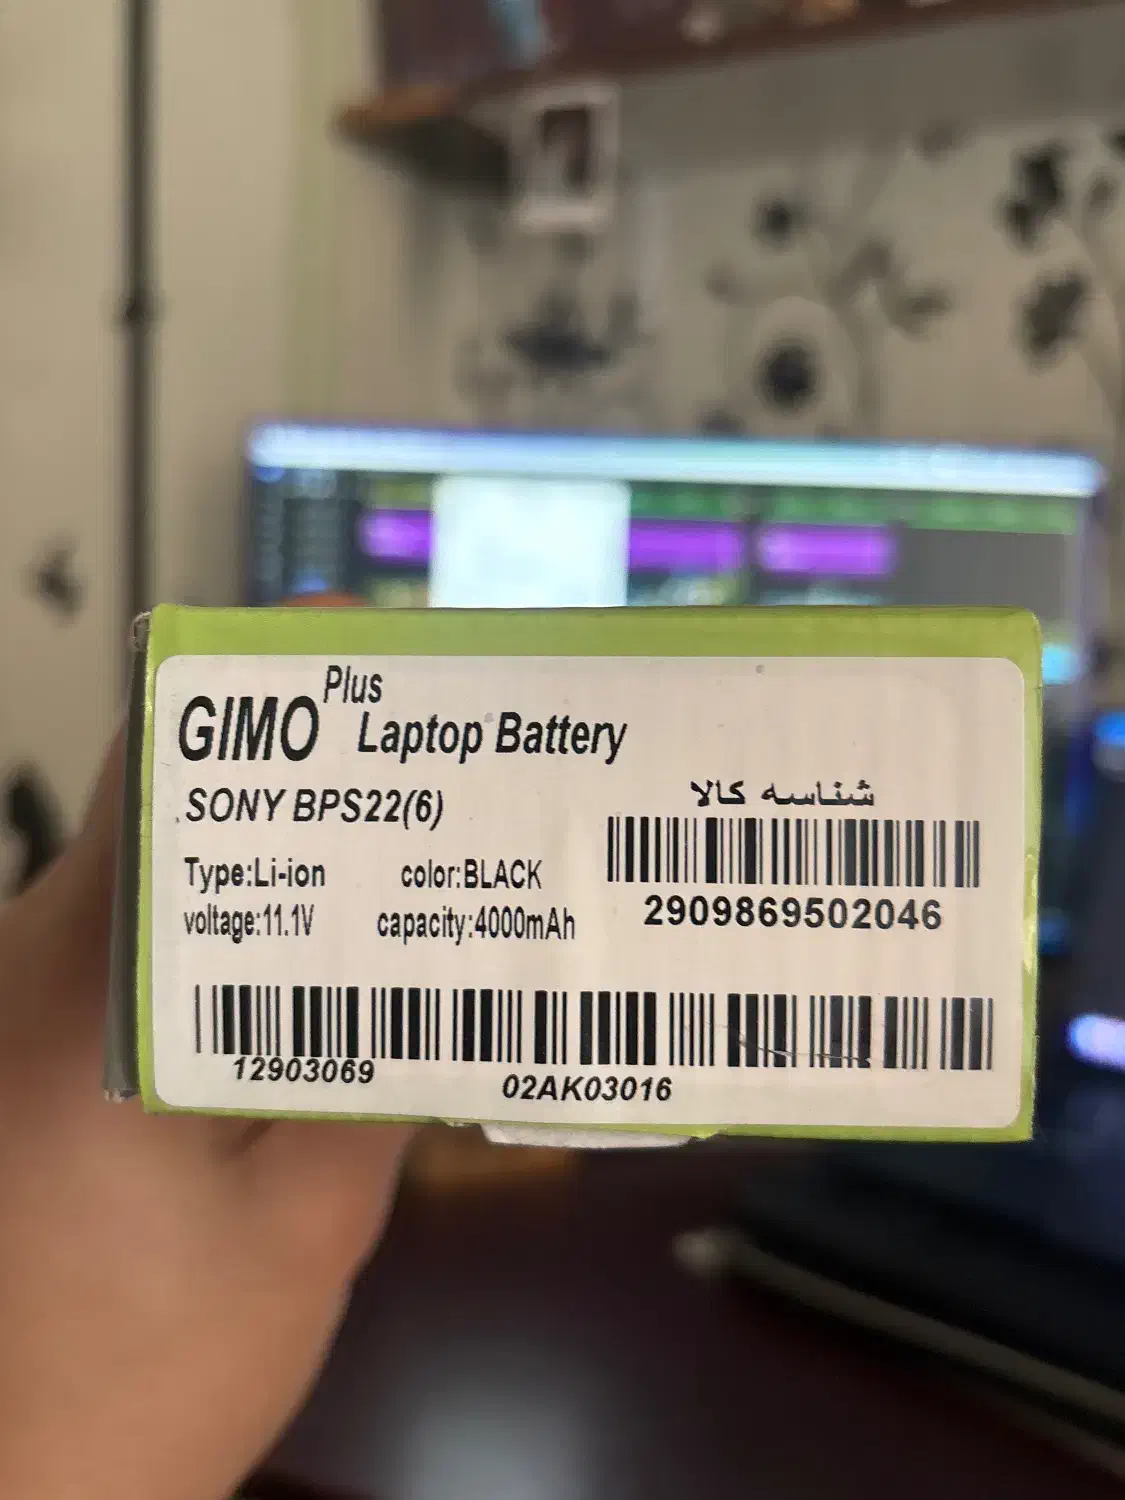 GIMO Plus Laptop Battery
SONY BPS22(6)
شناسه کالا
Type:Li-ion color:BLACK
voltage:11.1V capacity:4000mAh
2909869502046
12903069
02AK03016